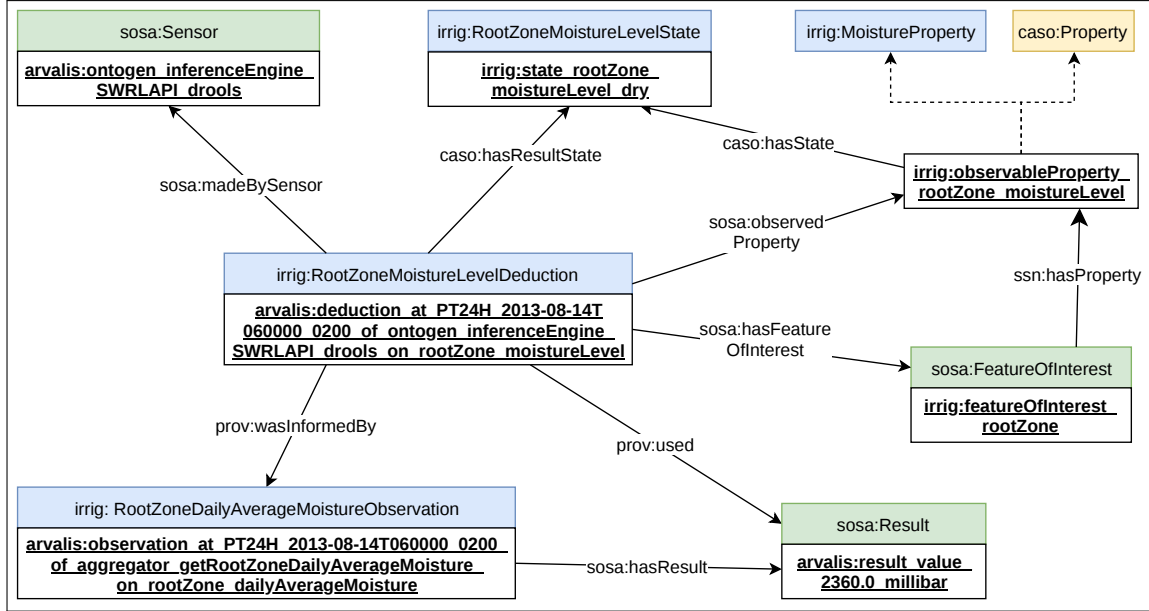 sosa:Sensor
arvalis:ontogen_inferenceEngine_
SWRLAPI_drools
irrig:RootZoneMoistureLevelState
irrig:state_rootZone_
moistureLevel_dry
irrig:MoistureProperty
caso:Property
caso:hasState
caso:hasResultState
sosa:madeBySensor
irrig:observableProperty_
rootZone_moistureLevel
sosa:observed
Property
irrig:RootZoneMoistureLevelDeduction
arvalis:deduction_at_PT24H_2013-08-14T
060000_0200_of_ontogen_inferenceEngine_
SWRLAPI_drools_on_rootZone_moistureLevel
ssn:hasProperty
sosa:hasFeature
OfInterest
sosa:FeatureOfInterest
irrig:featureOfInterest_
rootZone
prov:wasInformedBy
prov:used
irrig: RootZoneDailyAverageMoistureObservation
arvalis:observation_at_PT24H_2013-08-14T060000_0200_
of_aggregator_getRootZoneDailyAverageMoisture_
on_rootZone_dailyAverageMoisture
sosa:hasResult
sosa:Result
arvalis:result_value_
2360.0_millibar